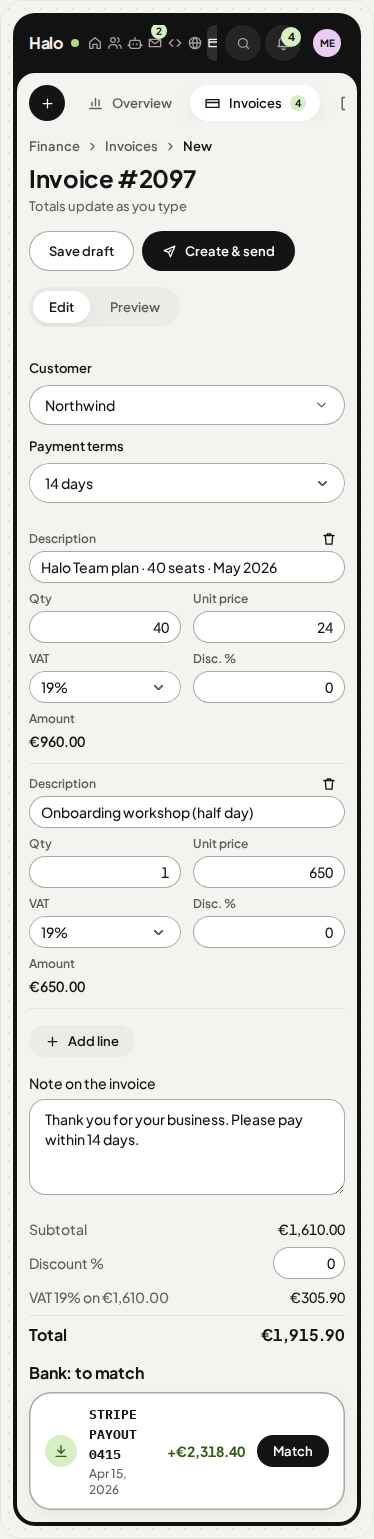 Halo
2
4
ME
Overview
Invoices 4
Finance > Invoices > New
Invoice #2097
Totals update as you type
Save draft
Create & send
Edit
Preview
Customer
Northwind
Payment terms
14 days
Description
Halo Team plan · 40 seats · May 2026
Qty
Unit price
40
24
VAT
Disc. %
19%
0
Amount
€960.00
Description
Onboarding workshop (half day)
Qty
Unit price
1
650
VAT
Disc. %
19%
0
Amount
€650.00
Add line
Note on the invoice
Thank you for your business. Please pay
within 14 days.
Subtotal
€1,610.00
Discount %
0
VAT 19% on €1,610.00
€305.90
Total
€1,915.90
Bank: to match
STRIPE
PAYOUT
0415
Apr 15,
2026
+€2,318.40
Match